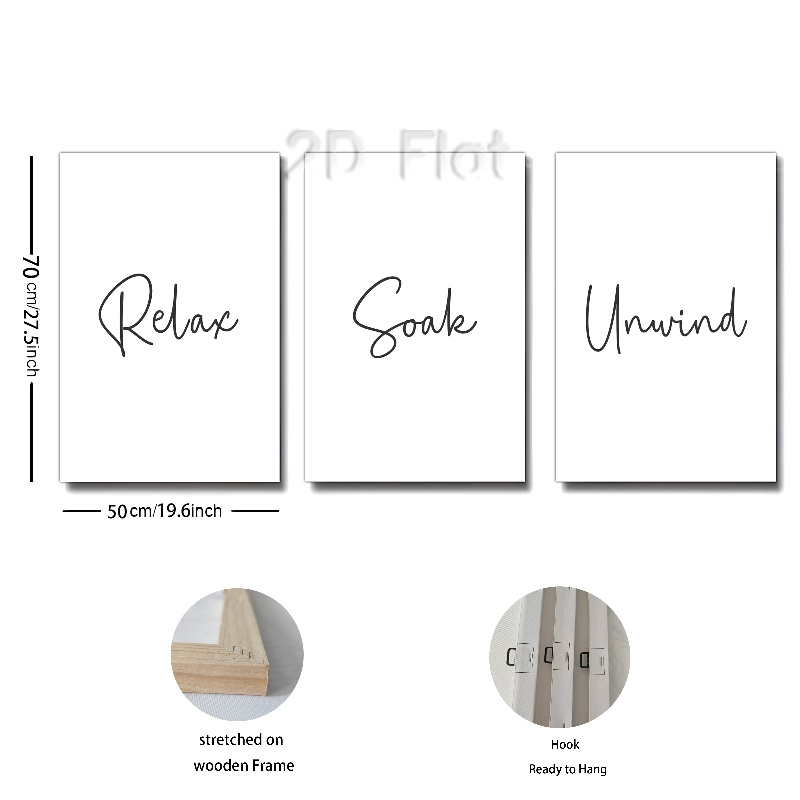 2D Flat
Relax
Soak
Unwind
70 cm/27.5inch
50cm/19.6inch
stretched on
wooden Frame
Hook
Ready to Hang